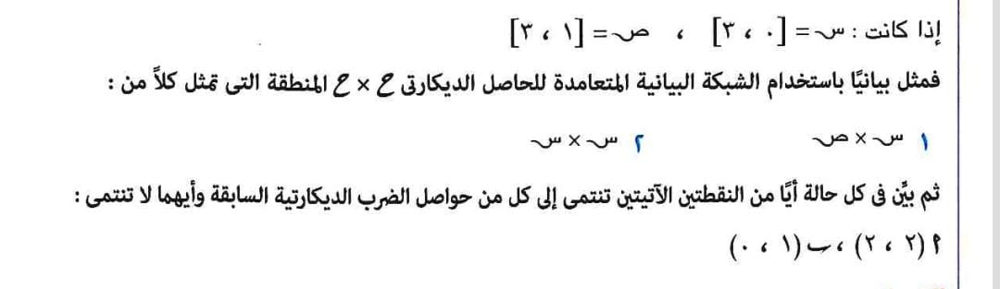 إذا كانت : س = [٠ ، ٣] ، ص = [١ ، ٣]
فمثل بيانيًا باستخدام الشبكة البيانية المتعامدة للحاصل الديكارتى ح × ح المنطقة التى تمثل كلاً من :
١ س × ص ٢ س × س
ثم بيِّن فى كل حالة أيًا من النقطتين الآتيتين تنتمى إلى كل من حواصل الضرب الديكارتية السابقة وأيهما لا تنتمى :
أ (٢ ، ٢) ، ب (١ ، ٠)